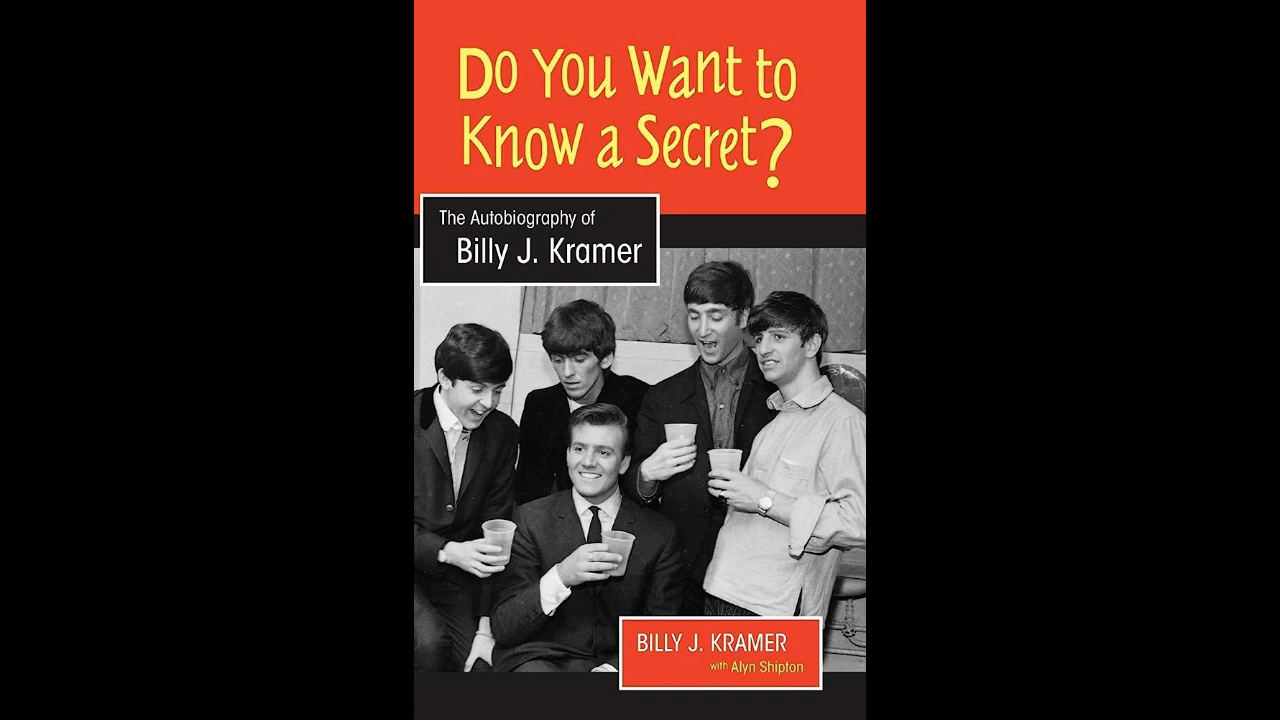 Do You Want to
Know a Secret?
The Autobiography of
Billy J. Kramer
BILLY J. KRAMER
with Alyn Shipton